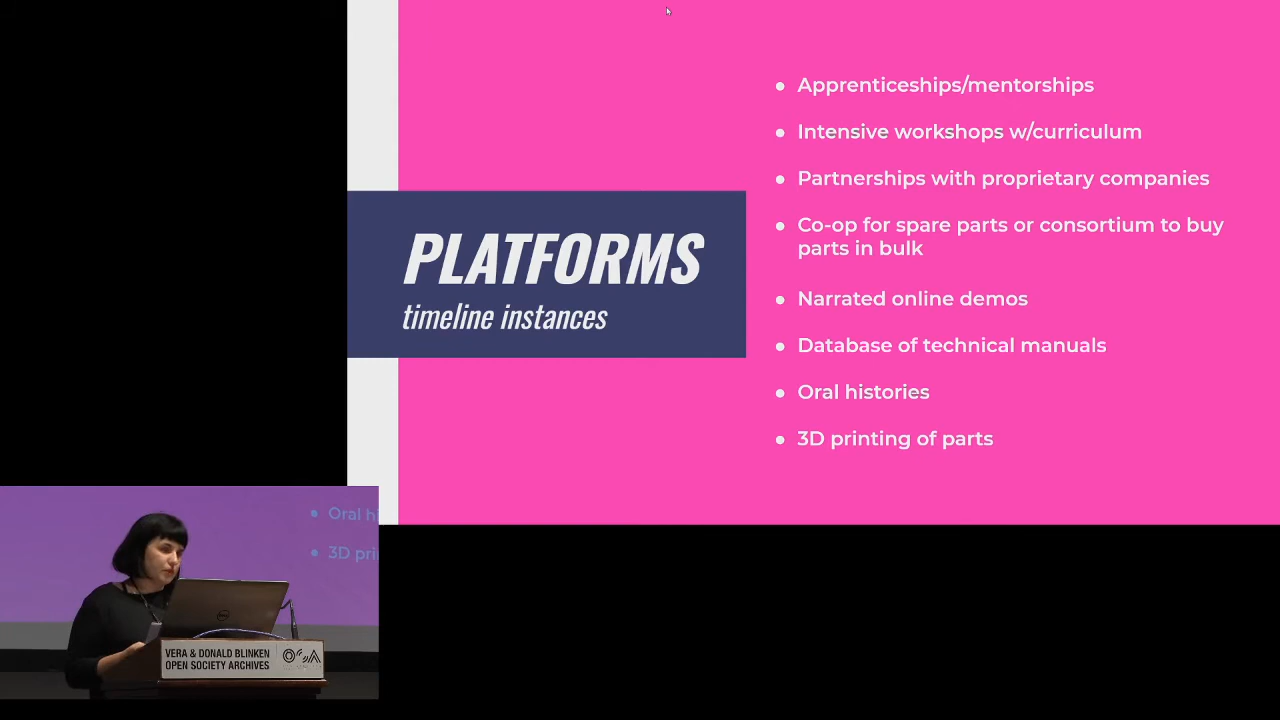 Apprenticeships/mentorships
Intensive workshops w/curriculum
Partnerships with proprietary companies
Co-op for spare parts or consortium to buy
parts in bulk
Narrated online demos
Database of technical manuals
Oral histories
3D printing of parts
PLATFORMS
timeline instances
Oral hi
3D pri
VERA & DONALD BLINKEN
OPEN SOCIETY ARCHIVES
OSA